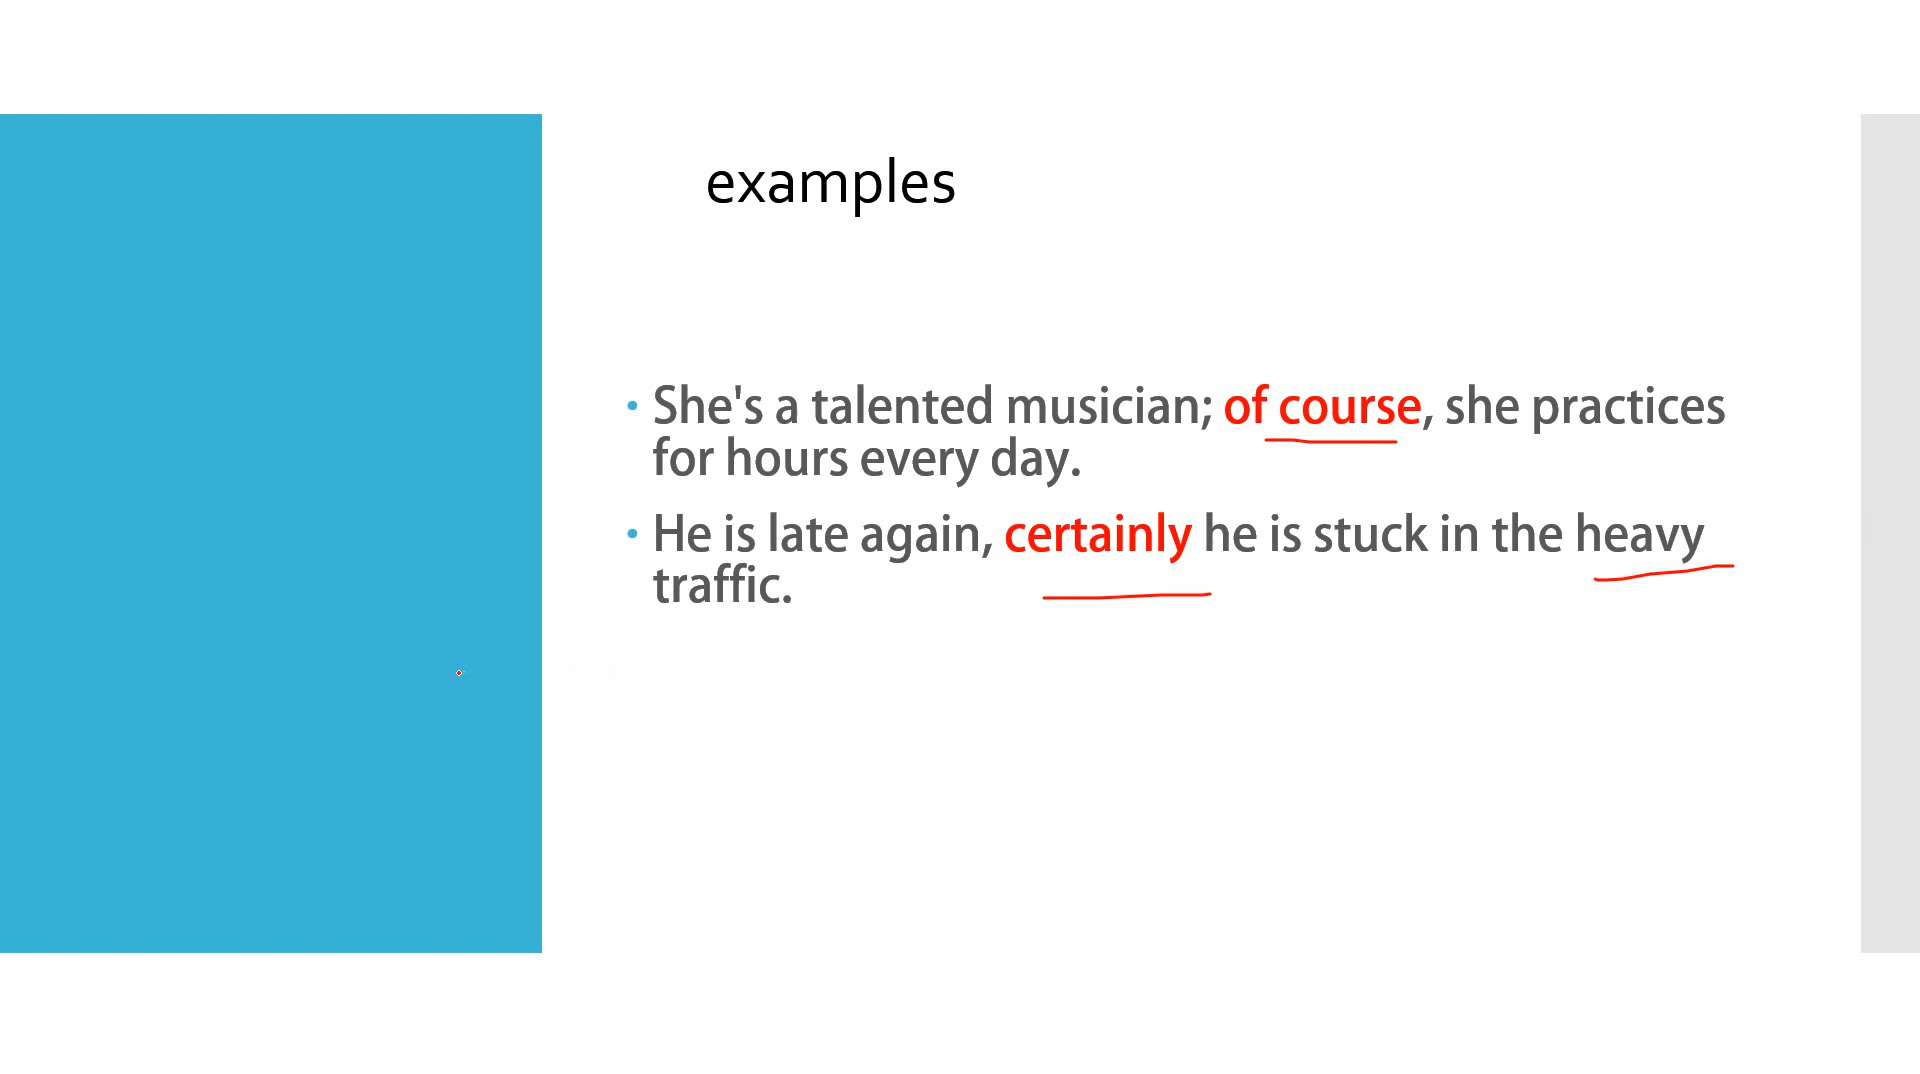 examples
• She's a talented musician; of course, she practices
for hours every day.
• He is late again, certainly he is stuck in the heavy
traffic.